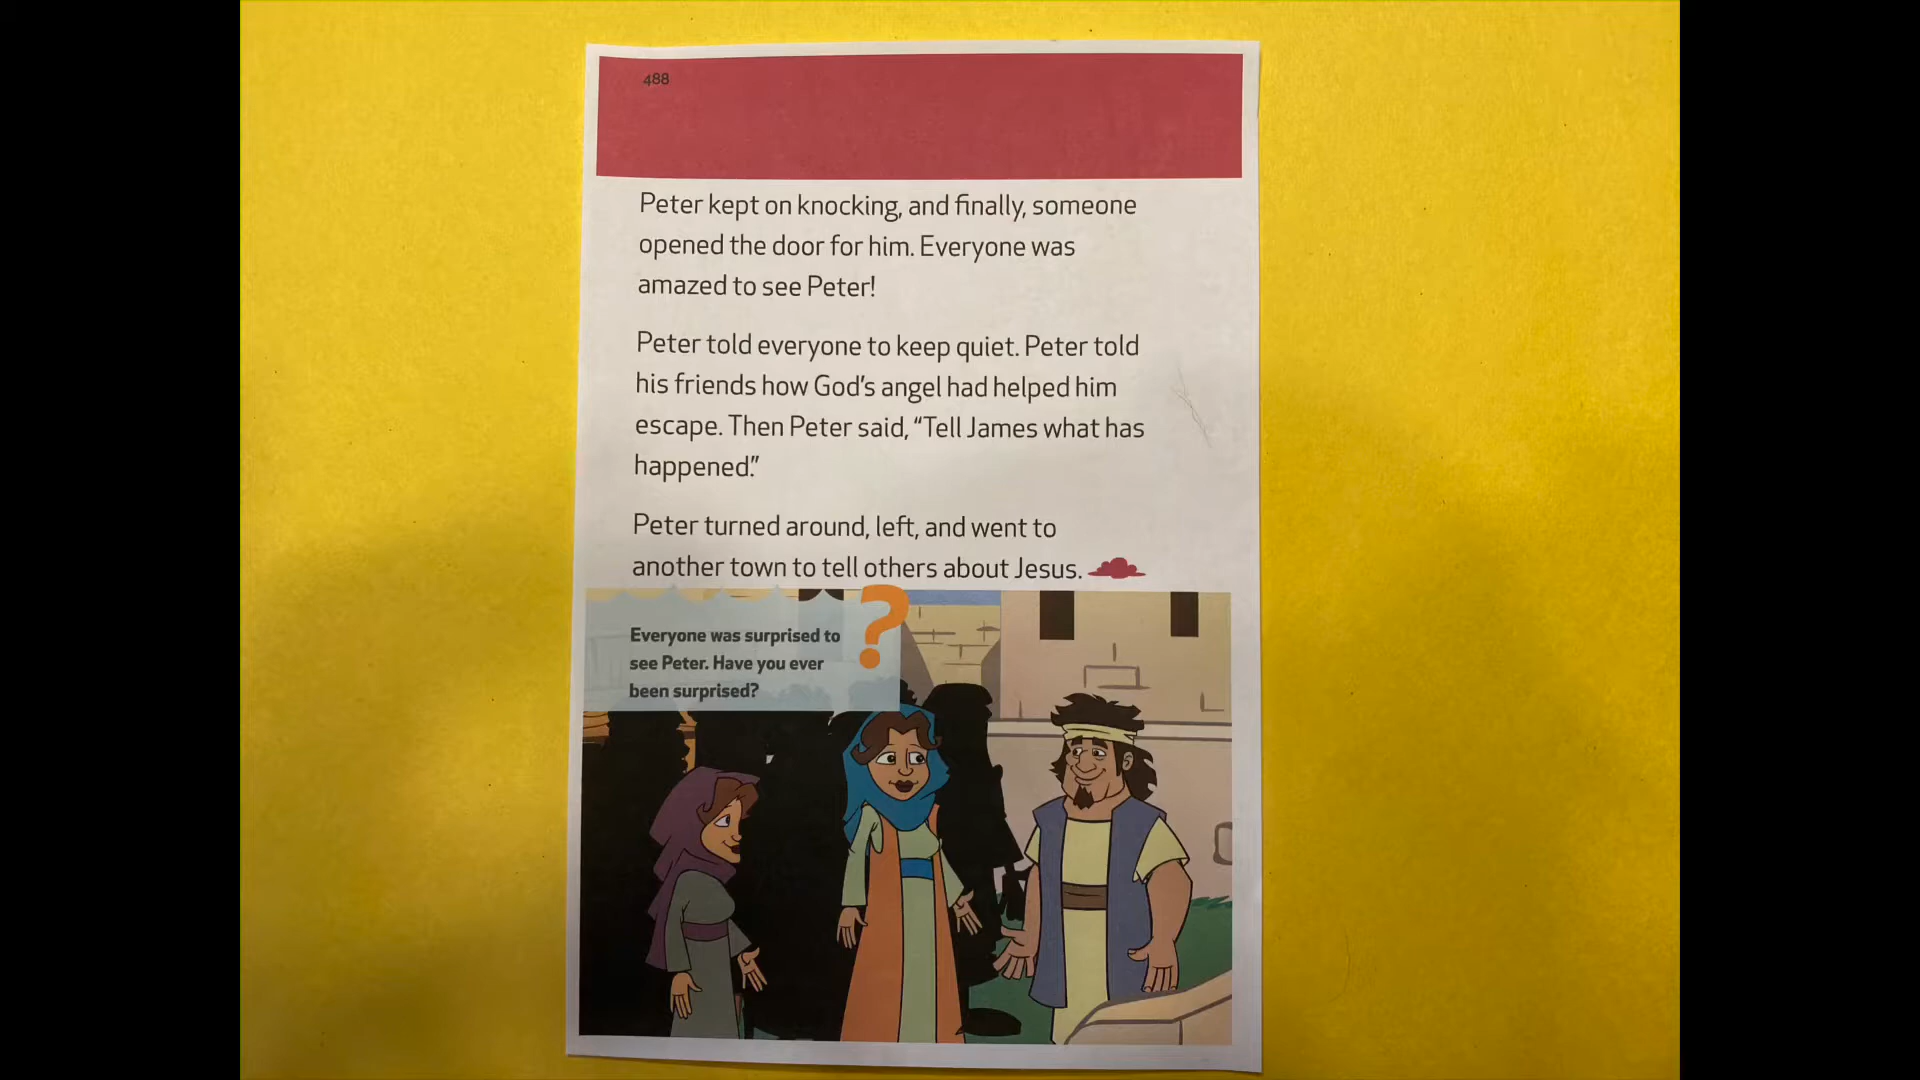 488
Peter kept on knocking, and finally, someone
opened the door for him. Everyone was
amazed to see Peter!
Peter told everyone to keep quiet. Peter told
his friends how God’s angel had helped him
escape. Then Peter said, “Tell James what has
happened.”
Peter turned around, left, and went to
another town to tell others about Jesus.
?
Everyone was surprised to
see Peter. Have you ever
been surprised?